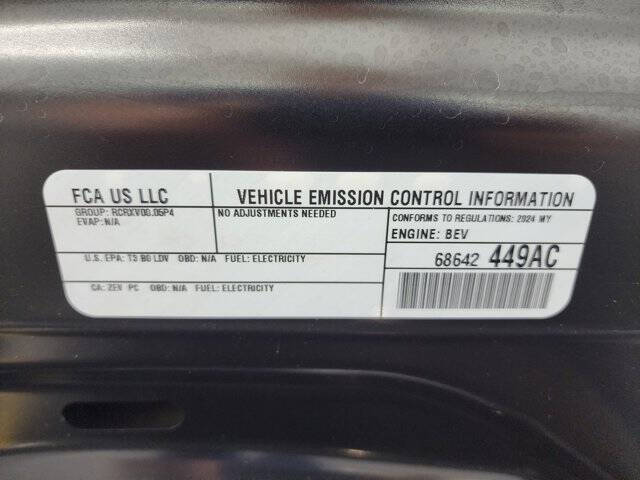 FCA US LLC
VEHICLE EMISSION CONTROL INFORMATION
GROUP: RCRXV00.05P4
EVAP: N/A
NO ADJUSTMENTS NEEDED
CONFORMS TO REGULATIONS: 2024 MY
ENGINE: BEV
U.S. EPA: T3 B0 LDV OBD: N/A FUEL: ELECTRICITY
68642 449AC
CA: ZEV PC OBD: N/A FUEL: ELECTRICITY